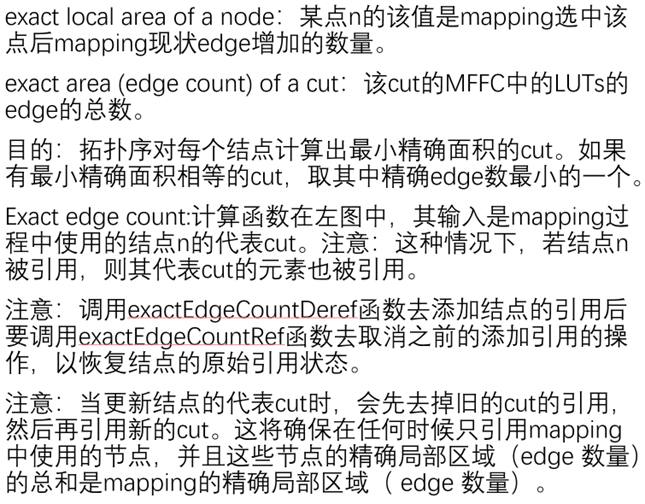 exact local area of a node：某点n的该值是mapping选中该
点后mapping现状edge增加的数量。
exact area (edge count) of a cut：该cut的MFFC中的LUTs的
edge的总数。
目的：拓扑序对每个结点计算出最小精确面积的cut。如果
有最小精确面积相等的cut，取其中精确edge数最小的一个。
Exact edge count:计算函数在左图中，其输入是mapping过
程中使用的结点n的代表cut。注意：这种情况下，若结点n
被引用，则其代表cut的元素也被引用。
注意：调用exactEdgeCountDeref函数去添加结点的引用后
要调用exactEdgeCountRef函数去取消之前的添加引用的操
作，以恢复结点的原始引用状态。
注意：当更新结点的代表cut时，会先去掉旧的cut的引用，
然后再引用新的cut。这将确保在任何时候只引用mapping
中使用的节点，并且这些节点的精确局部区域（edge 数量）
的总和是mapping的精确局部区域（ edge 数量）。